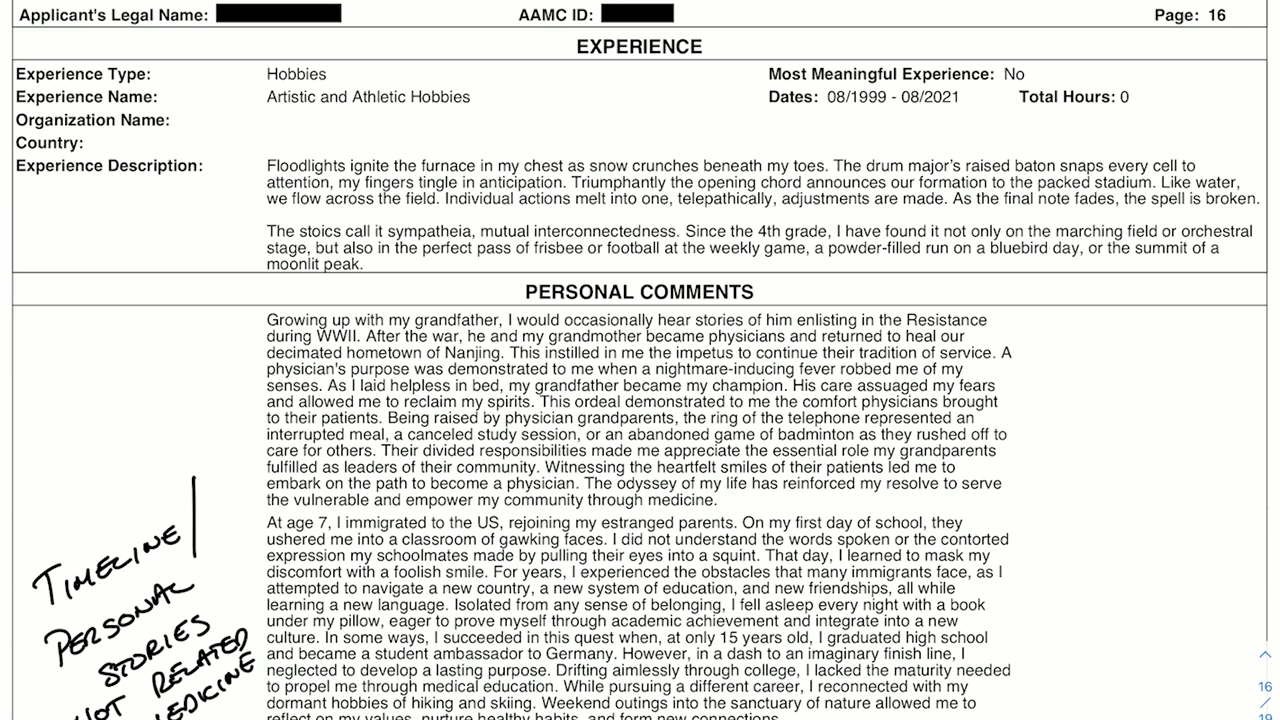 Applicant's Legal Name: AAMC ID: Page: 16
EXPERIENCE
Experience Type: Hobbies Most Meaningful Experience: No
Experience Name: Artistic and Athletic Hobbies Dates: 08/1999 - 08/2021 Total Hours: 0
Organization Name:
Country:
Experience Description: Floodlights ignite the furnace in my chest as snow crunches beneath my toes. The drum major's raised baton snaps every cell to
attention, my fingers tingle in anticipation. Triumphantly the opening chord announces our formation to the packed stadium. Like water,
we flow across the field. Individual actions melt into one, telepathically, adjustments are made. As the final note fades, the spell is broken.
The stoics call it sympatheia, mutual interconnectedness. Since the 4th grade, I have found it not only on the marching field or orchestral
stage, but also in the perfect pass of frisbee or football at the weekly game, a powder-filled run on a bluebird day, or the summit of a
moonlit peak.
PERSONAL COMMENTS
Growing up with my grandfather, I would occasionally hear stories of him enlisting in the Resistance
during WWII. After the war, he and my grandmother became physicians and returned to heal our
decimated hometown of Nanjing. This instilled in me the impetus to continue their tradition of service. A
physician's purpose was demonstrated to me when a nightmare-inducing fever robbed me of my
senses. As I laid helpless in bed, my grandfather became my champion. His care assuaged my fears
and allowed me to reclaim my spirits. This ordeal demonstrated to me the comfort physicians brought
to their patients. Being raised by physician grandparents, the ring of the telephone represented an
interrupted meal, a canceled study session, or an abandoned game of badminton as they rushed off to
care for others. Their divided responsibilities made me appreciate the essential role my grandparents
fulfilled as leaders of their community. Witnessing the heartfelt smiles of their patients led me to
embark on the path to become a physician. The odyssey of my life has reinforced my resolve to serve
the vulnerable and empower my community through medicine.
At age 7, I immigrated to the US, rejoining my estranged parents. On my first day of school, they
ushered me into a classroom of gawking faces. I did not understand the words spoken or the contorted
expression my schoolmates made by pulling their eyes into a squint. That day, I learned to mask my
discomfort with a foolish smile. For years, I experienced the obstacles that many immigrants face, as I
attempted to navigate a new country, a new system of education, and new friendships, all while
learning a new language. Isolated from any sense of belonging, I fell asleep every night with a book
under my pillow, eager to prove myself through academic achievement and integrate into a new
culture. In some ways, I succeeded in this quest when, at only 15 years old, I graduated high school
and became a student ambassador to Germany. However, in a dash to an imaginary finish line, I
neglected to develop a lasting purpose. Drifting aimlessly through college, I lacked the maturity needed
to propel me through medical education. While pursuing a different career, I reconnected with my
dormant hobbies of hiking and skiing. Weekend outings into the sanctuary of nature allowed me to
reflect on my values, nurture healthy habits, and form new connections.
TIMELINE/
PERSONAL
STORIES
NOT RELATED
MEDICINE
16
/
19